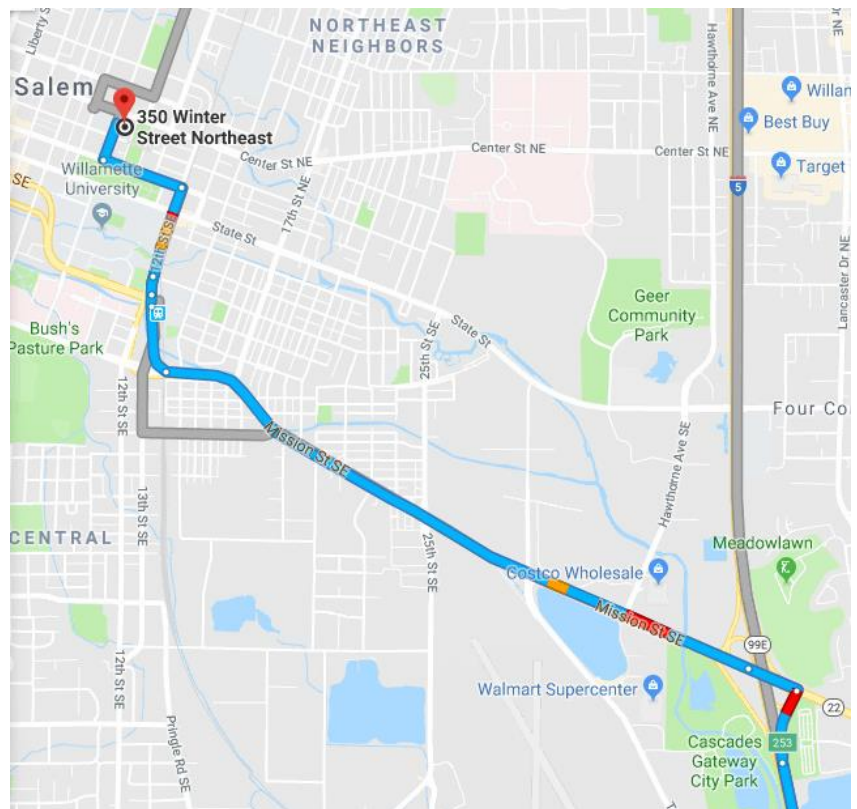 NORTHEAST
NEIGHBORS
Liberty S
Hawthorne Ave NE
Salem
Willan
Best Buy
350 Winter
Street Northeast
Center St NE
Center St NE
Center St NE
Target
SE
Willamette
University
17th St NE
5
State St
12th St SE
Lancaster Dr NE
Geer
Community
Park
Bush's
Pasture Park
State St
25th St SE
12th St SE
Four Co
Mission St SE
Hawthorne Ave SE
13th St SE
CENTRAL
25th St SE
Meadowlawn
Costco Wholesale
Mission St SE
99E
12th St SE
Walmart Supercenter
22
Pringle Rd SE
Cascades
Gateway
City Park
253